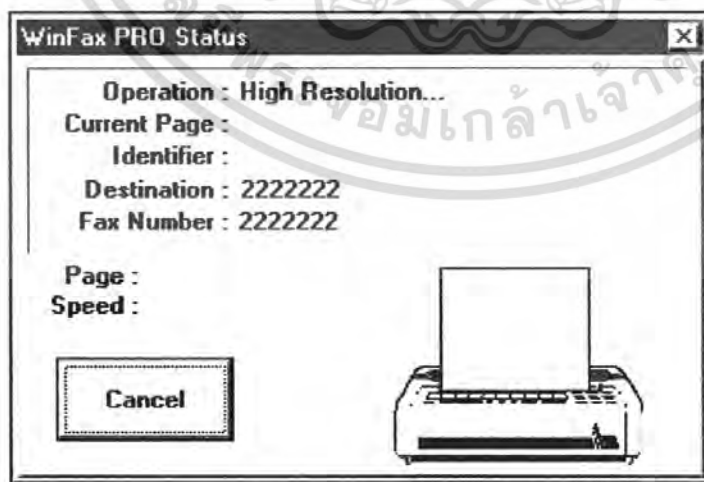 WinFax PRO Status
Operation : High Resolution...
Current Page :
Identifier :
Destination : 2222222
Fax Number : 2222222
Page :
Speed :
Cancel